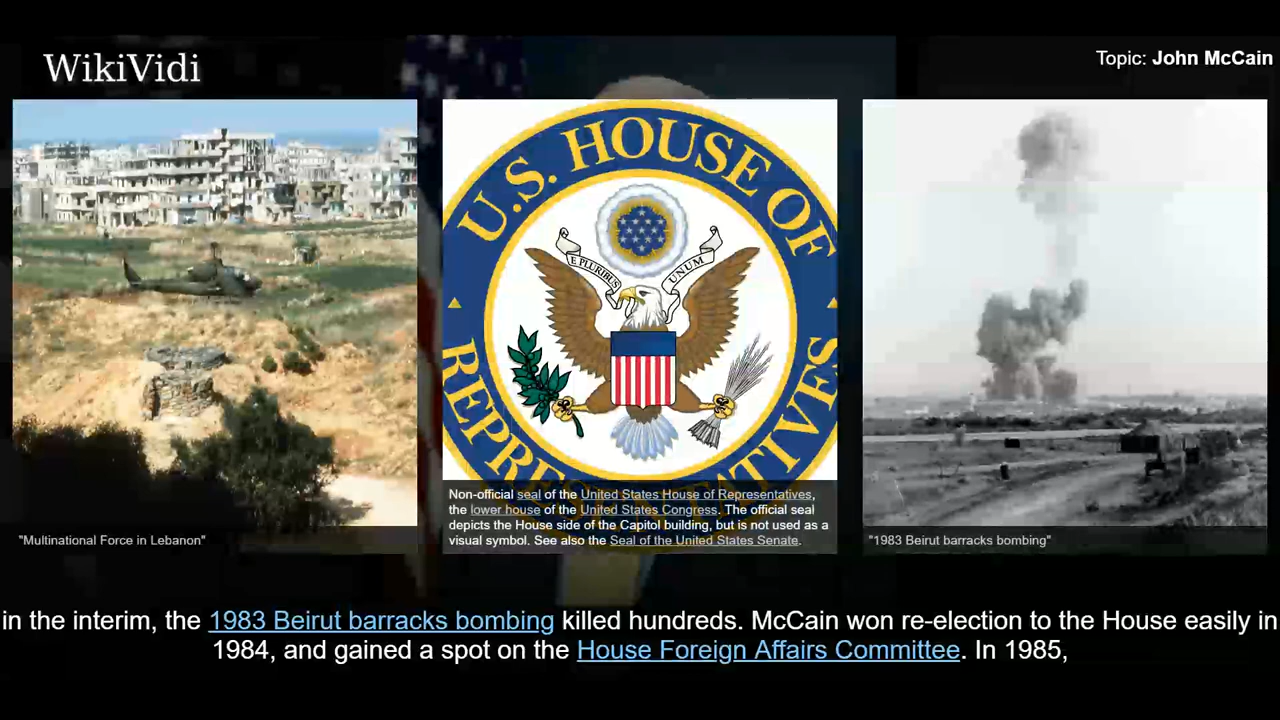 WikiVidi
Topic: John McCain
U.S. HOUSE OF
REPRESENTATIVES
E PLURIBUS
UNUM
"Multinational Force in Lebanon"
Non-official seal of the United States House of Representatives,
the lower house of the United States Congress. The official seal
depicts the House side of the Capitol building, but is not used as a
visual symbol. See also the Seal of the United States Senate.
"1983 Beirut barracks bombing"
in the interim, the 1983 Beirut barracks bombing killed hundreds. McCain won re-election to the House easily in
1984, and gained a spot on the House Foreign Affairs Committee. In 1985,